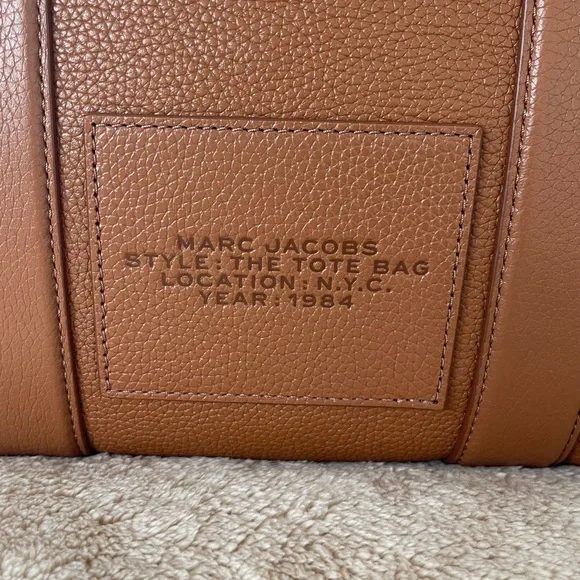 MARC JACOBS
STYLE: THE TOTE BAG
LOCATION: N.Y.C.
YEAR: 1984